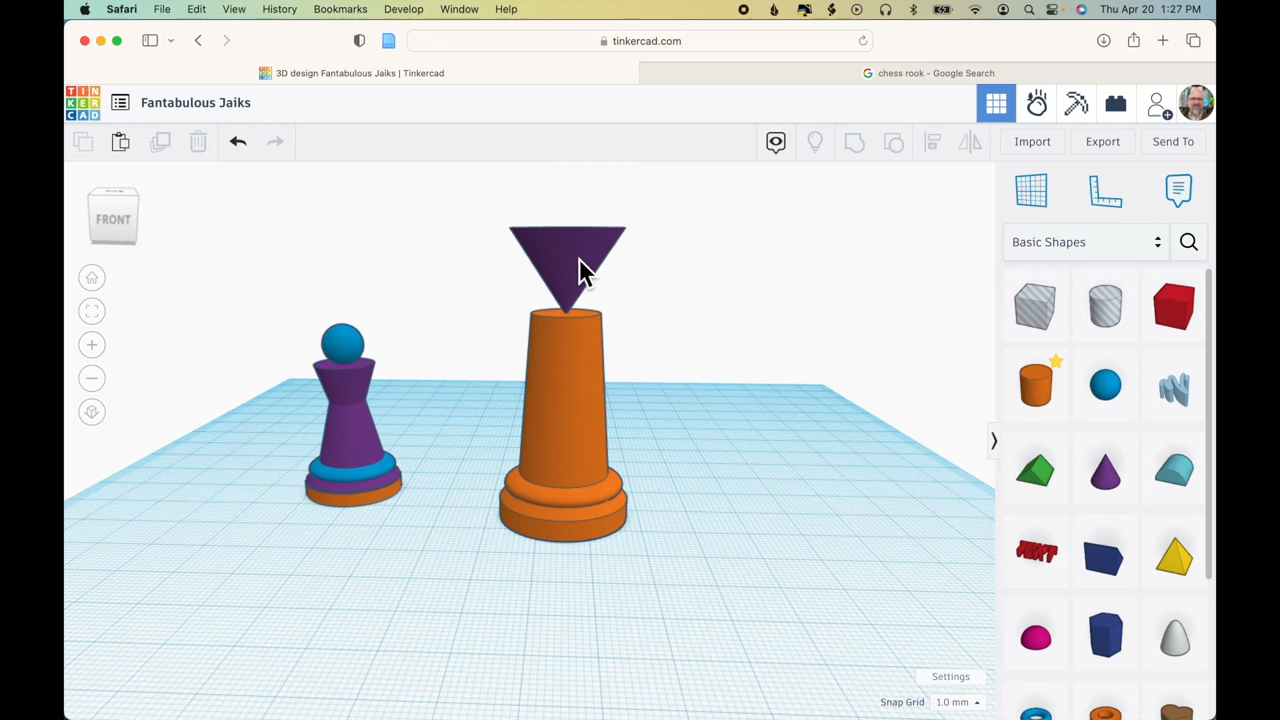 Safari File Edit View History Bookmarks Develop Window Help Thu Apr 20 1:27 PM
tinkercad.com
3D design Fantabulous Jaiks | Tinkercad chess rook - Google Search
TIN
KER
CAD
Fantabulous Jaiks
Import Export Send To
FRONT
Basic Shapes
TEXT
Settings
Snap Grid 1.0 mm